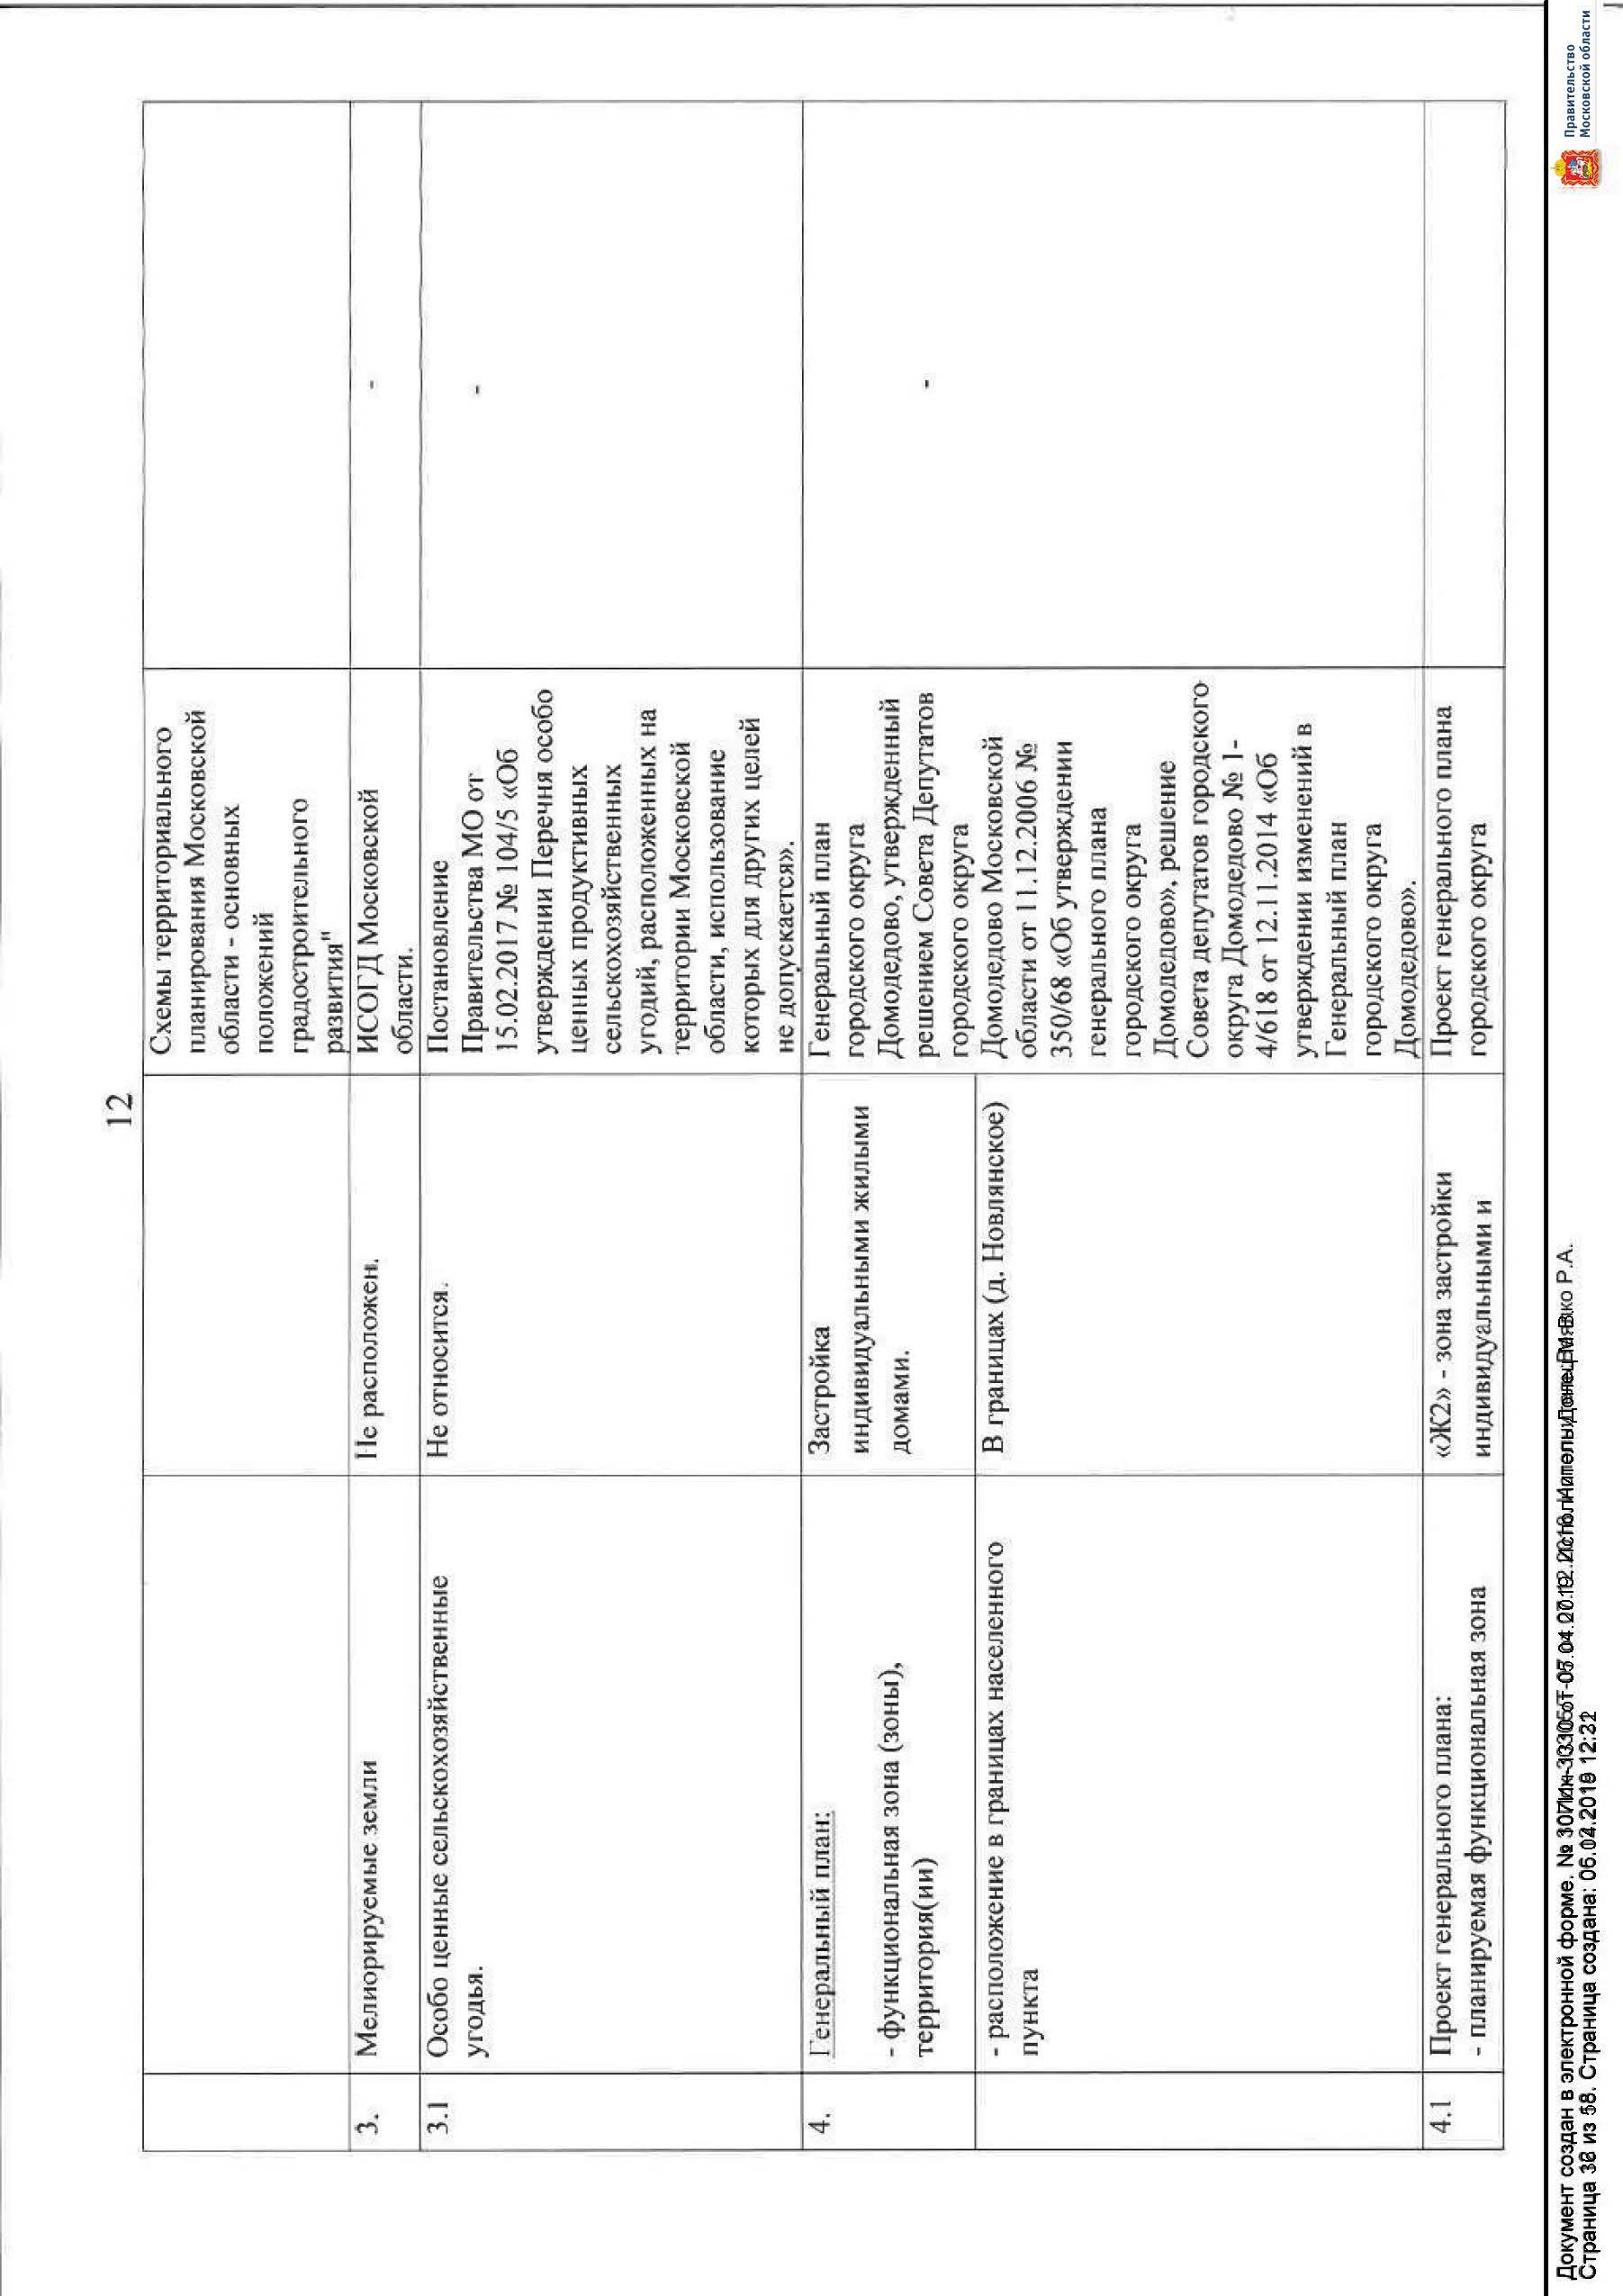 12
Схемы территориального
планирования Московской
области - основных
положений
градостроительного
развития"
3.
Мелиорируемые земли
Не расположен.
ИСОГД Московской
области.
-
3.1
Особо ценные сельскохозяйственные
угодья.
Не относится.
Постановление
Правительства МО от
15.02.2017 № 104/5 «Об
утверждении Перечня особо
ценных продуктивных
сельскохозяйственных
угодий, расположенных на
территории Московской
области, использование
которых для других целей
не допускается».
-
4.
Генеральный план:
- функциональная зона (зоны),
территория(ии)
Застройка
индивидуальными жилыми
домами.
- расположение в границах населенного
пункта
В границах (д. Новлянское)
Генеральный план
городского округа
Домодедово, утвержденный
решением Совета Депутатов
городского округа
Домодедово Московской
области от 11.12.2006 №
350/68 «Об утверждении
генерального плана
городского округа
Домодедово», решение
Совета депутатов городского
округа Домодедово № 1-
4/618 от 12.11.2014 «Об
утверждении изменений в
Генеральный план
городского округа
Домодедово».
-
4.1
Проект генерального плана:
- планируемая функциональная зона
«Ж2» - зона застройки
индивидуальными и
Проект генерального плана
городского округа
Документ создан в электронной форме. №
Страница из 58. Страница создана:
Правительство
Московской области